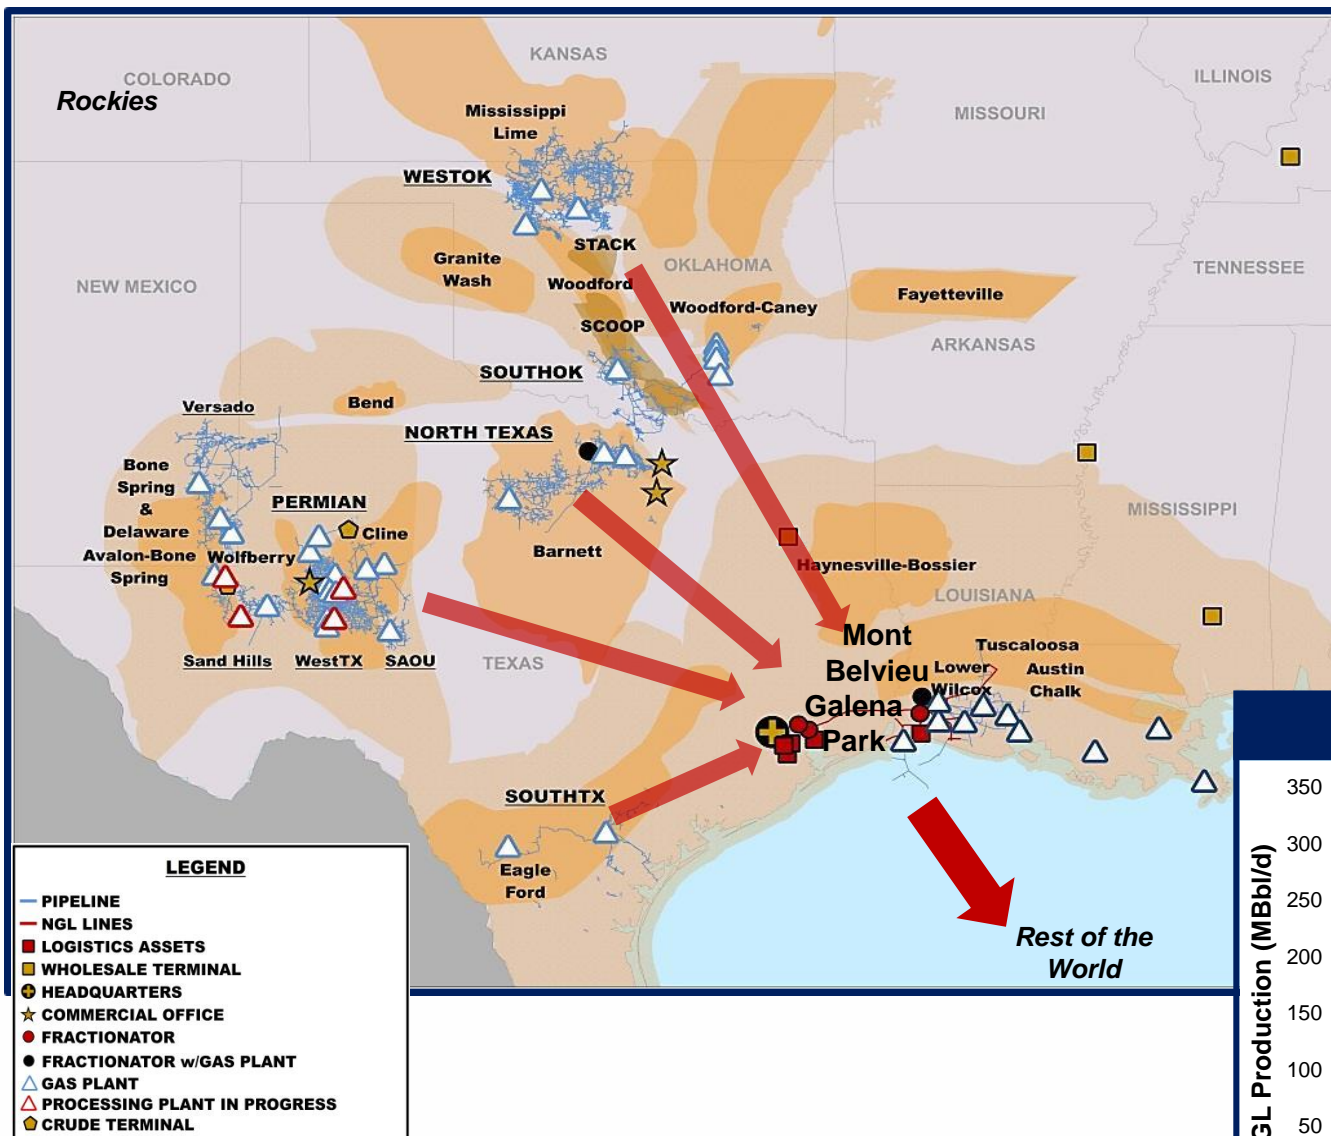 KANSAS
COLORADO
ILLINOIS
Rockies
Mississippi
Lime
MISSOURI
WESTOK
STACK
Granite
Wash
OKLAHOMA
TENNESSEE
NEW MEXICO
Woodford
Fayetteville
Woodford-Caney
SCOOP
ARKANSAS
SOUTHOK
Bend
Versado
NORTH TEXAS
Bone
Spring
&
Delaware
Avalon-Bone
Spring
PERMIAN
Cline
Wolfberry
MISSISSIPPI
Barnett
Haynesville-Bossier
LOUISIANA
Mont
Belvieu
Galena
Park
Tuscaloosa
Lower
Wilcox
Austin
Chalk
Sand Hills
WestTX
SAOU
TEXAS
SOUTHTX
Eagle
Ford
Rest of the
World
LEGEND
PIPELINE
NGL LINES
LOGISTICS ASSETS
WHOLESALE TERMINAL
HEADQUARTERS
COMMERCIAL OFFICE
FRACTIONATOR
FRACTIONATOR w/GAS PLANT
GAS PLANT
PROCESSING PLANT IN PROGRESS
CRUDE TERMINAL
350
300
250
200
150
100
50
Production (MBbl/d)